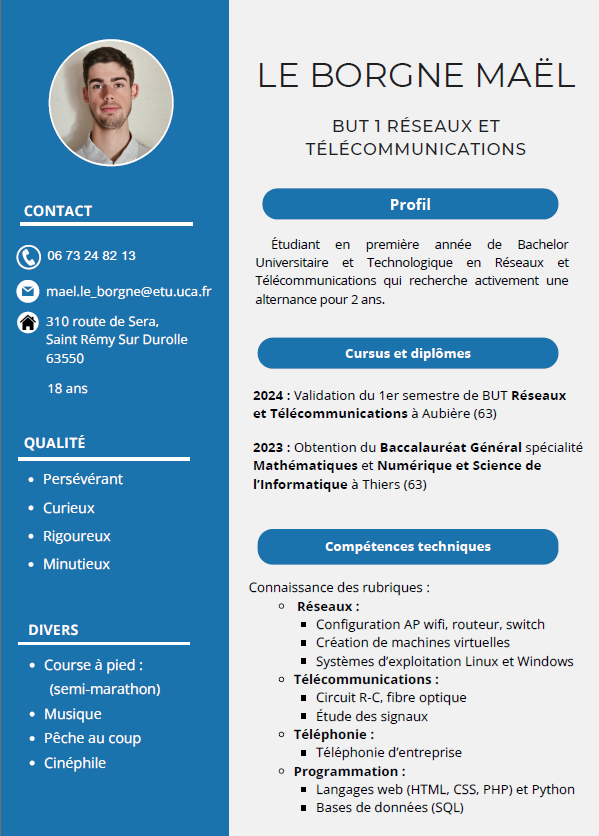 LE BORGNE MAËL
BUT 1 RÉSEAUX ET
TÉLÉCOMMUNICATIONS
CONTACT
06 73 24 82 13
mael.le_borgne@etu.uca.fr
310 route de Sera,
Saint Rémy Sur Durolle
63550
18 ans
QUALITÉ
• Persévérant
• Curieux
• Rigoureux
• Minutieux
DIVERS
• Course à pied :
(semi-marathon)
• Musique
• Pêche au coup
• Cinéphile
Profil
Étudiant en première année de Bachelor
Universitaire et Technologique en Réseaux et
Télécommunications qui recherche activement une
alternance pour 2 ans.
Cursus et diplômes
2024 : Validation du 1er semestre de BUT Réseaux
et Télécommunications à Aubière (63)
2023 : Obtention du Baccalauréat Général spécialité
Mathématiques et Numérique et Science de
l’Informatique à Thiers (63)
Compétences techniques
Connaissance des rubriques :
◦ Réseaux :
▪ Configuration AP wifi, routeur, switch
▪ Création de machines virtuelles
▪ Systèmes d’exploitation Linux et Windows
◦ Télécommunications :
▪ Circuit R-C, fibre optique
▪ Étude des signaux
◦ Téléphonie :
▪ Téléphonie d’entreprise
◦ Programmation :
▪ Langages web (HTML, CSS, PHP) et Python
▪ Bases de données (SQL)